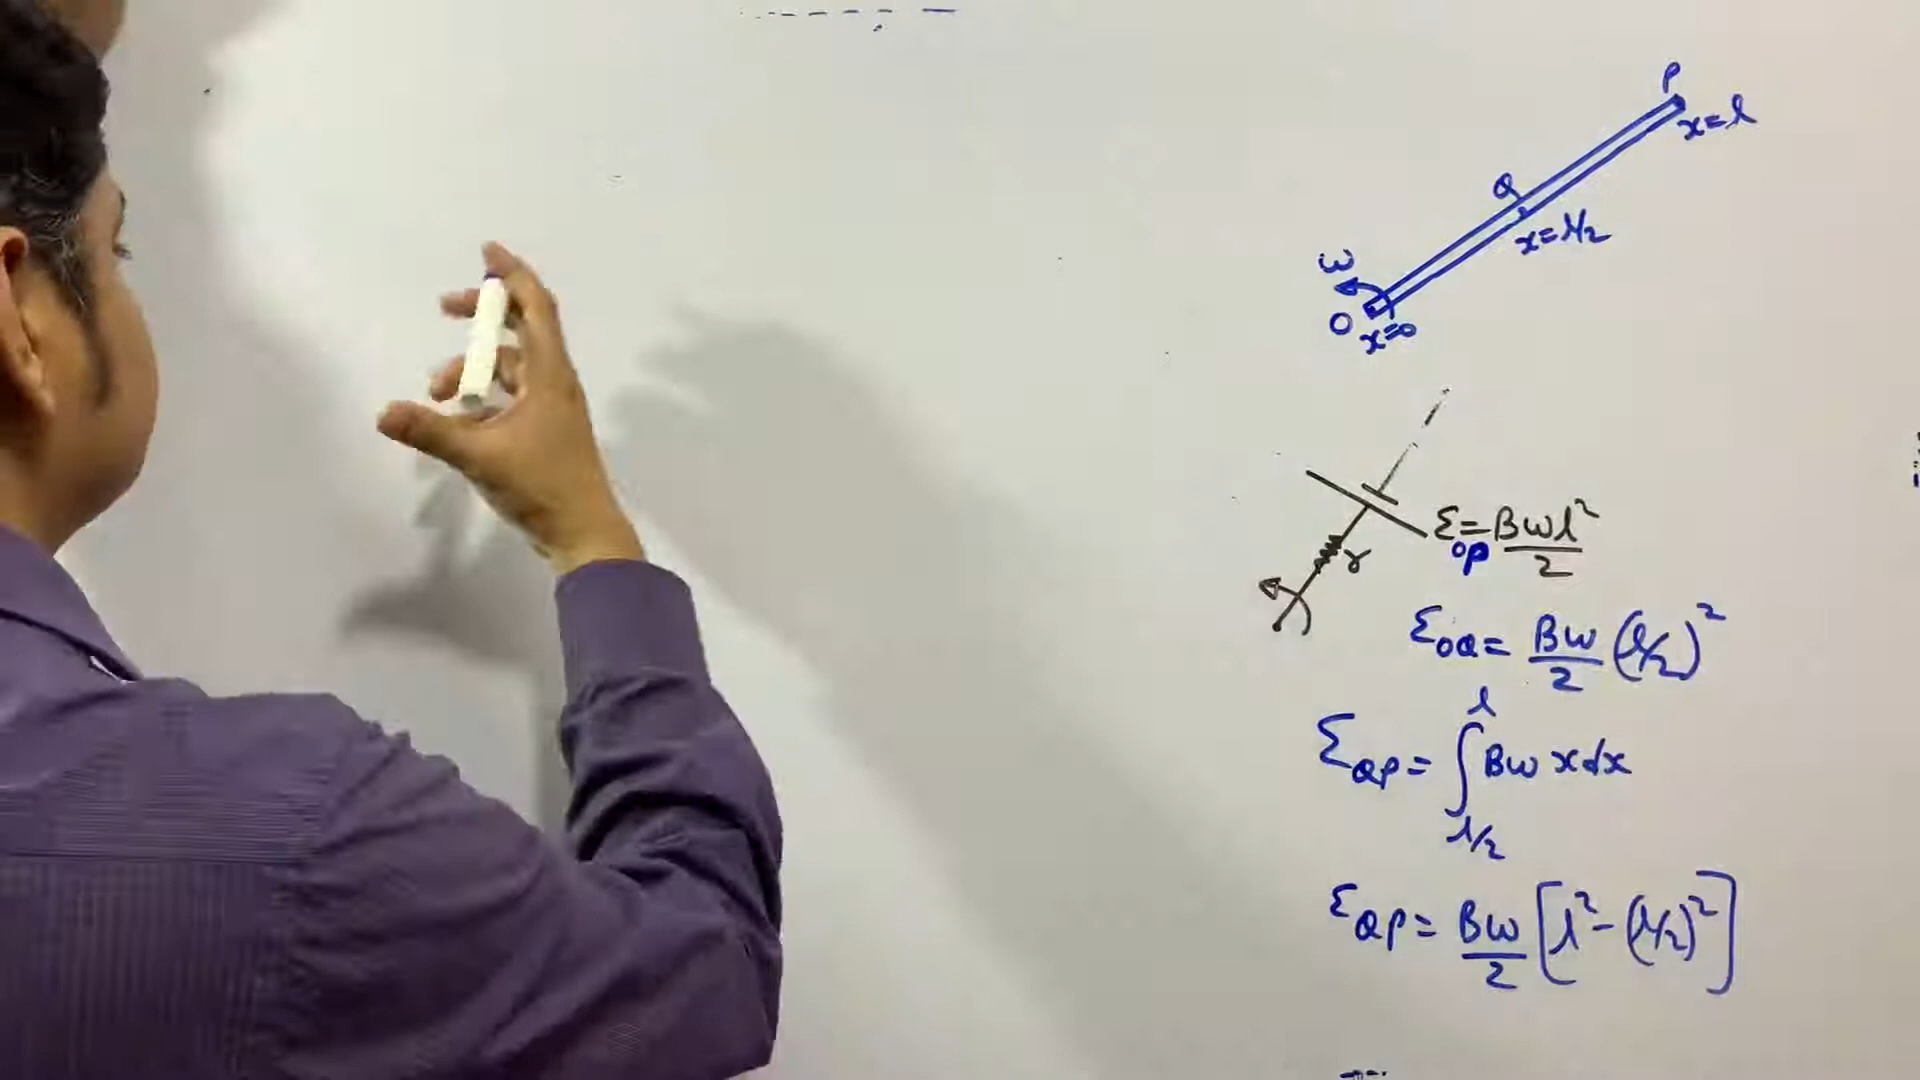 P
x=l
Q
x=l/2
ω
O
x=0
r
ε_OP = Bωl²/2
ε_OQ = Bω/2 (l/2)²
ε_QP = ∫_{l/2}^{l} Bω x dx
ε_QP = Bω/2 [l² - (l/2)²]